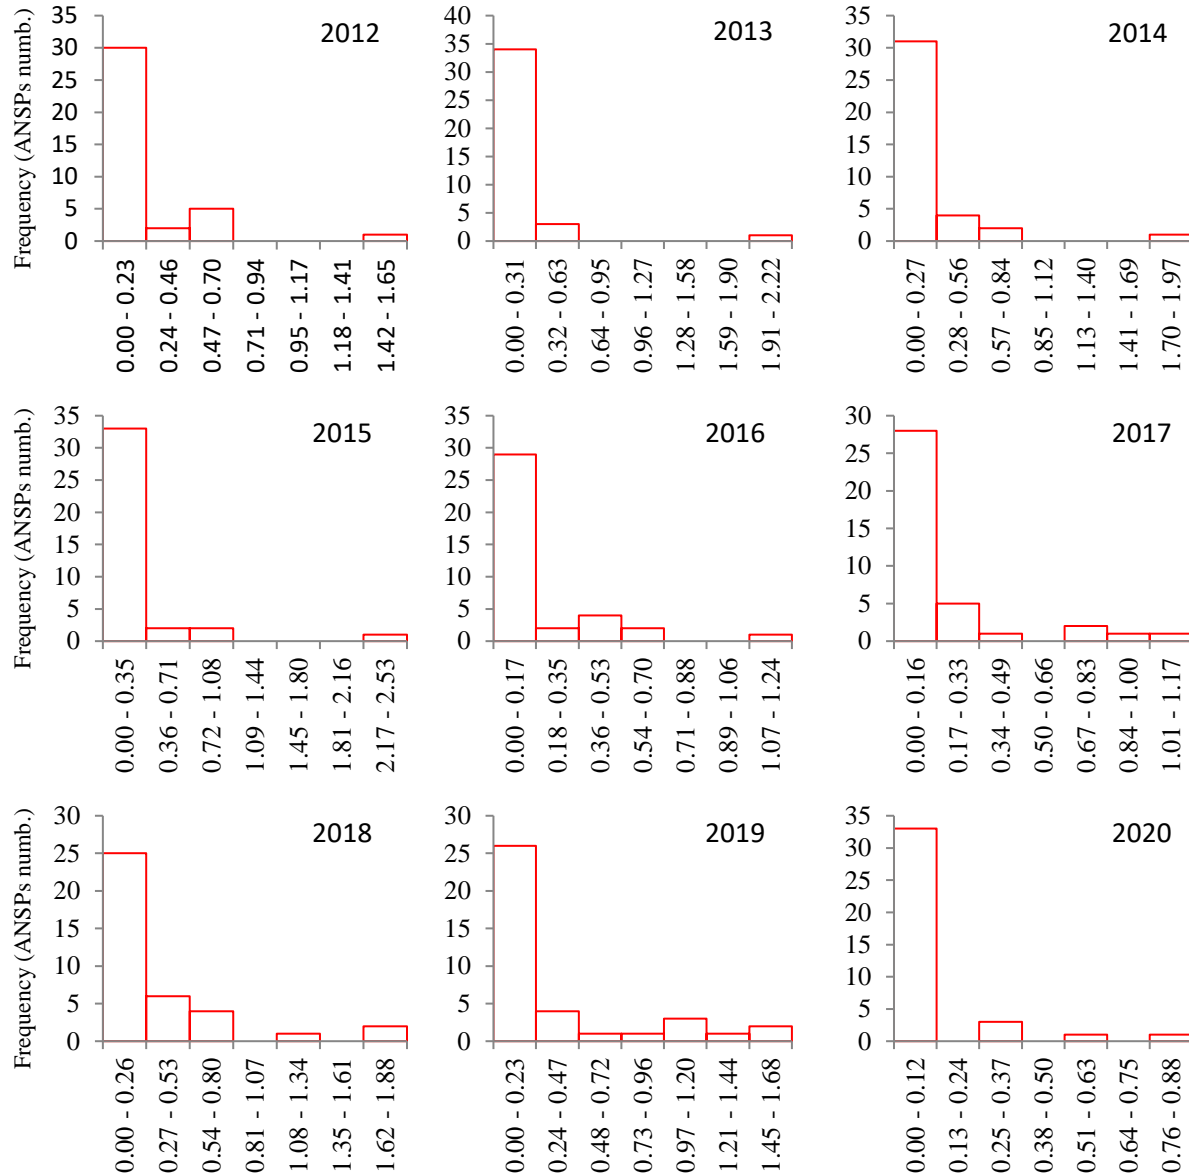 Frequency (ANSPs numb.)
35
30
25
20
15
10
5
0
2012
0.00 - 0.23
0.24 - 0.46
0.47 - 0.70
0.71 - 0.94
0.95 - 1.17
1.18 - 1.41
1.42 - 1.65
40
35
30
25
20
15
10
5
0
2013
0.00 - 0.31
0.32 - 0.63
0.64 - 0.95
0.96 - 1.27
1.28 - 1.58
1.59 - 1.90
1.91 - 2.22
35
30
25
20
15
10
5
0
2014
0.00 - 0.27
0.28 - 0.56
0.57 - 0.84
0.85 - 1.12
1.13 - 1.40
1.41 - 1.69
1.70 - 1.97
Frequency (ANSPs numb.)
35
30
25
20
15
10
5
0
2015
0.00 - 0.35
0.36 - 0.71
0.72 - 1.08
1.09 - 1.44
1.45 - 1.80
1.81 - 2.16
2.17 - 2.53
35
30
25
20
15
10
5
0
2016
0.00 - 0.17
0.18 - 0.35
0.36 - 0.53
0.54 - 0.70
0.71 - 0.88
0.89 - 1.06
1.07 - 1.24
35
30
25
20
15
10
5
0
2017
0.00 - 0.16
0.17 - 0.33
0.34 - 0.49
0.50 - 0.66
0.67 - 0.83
0.84 - 1.00
1.01 - 1.17
Frequency (ANSPs numb.)
30
25
20
15
10
5
0
2018
0.00 - 0.26
0.27 - 0.53
0.54 - 0.80
0.81 - 1.07
1.08 - 1.34
1.35 - 1.61
1.62 - 1.88
30
25
20
15
10
5
0
2019
0.00 - 0.23
0.24 - 0.47
0.48 - 0.72
0.73 - 0.96
0.97 - 1.20
1.21 - 1.44
1.45 - 1.68
35
30
25
20
15
10
5
0
2020
0.00 - 0.12
0.13 - 0.24
0.25 - 0.37
0.38 - 0.50
0.51 - 0.63
0.64 - 0.75
0.76 - 0.88